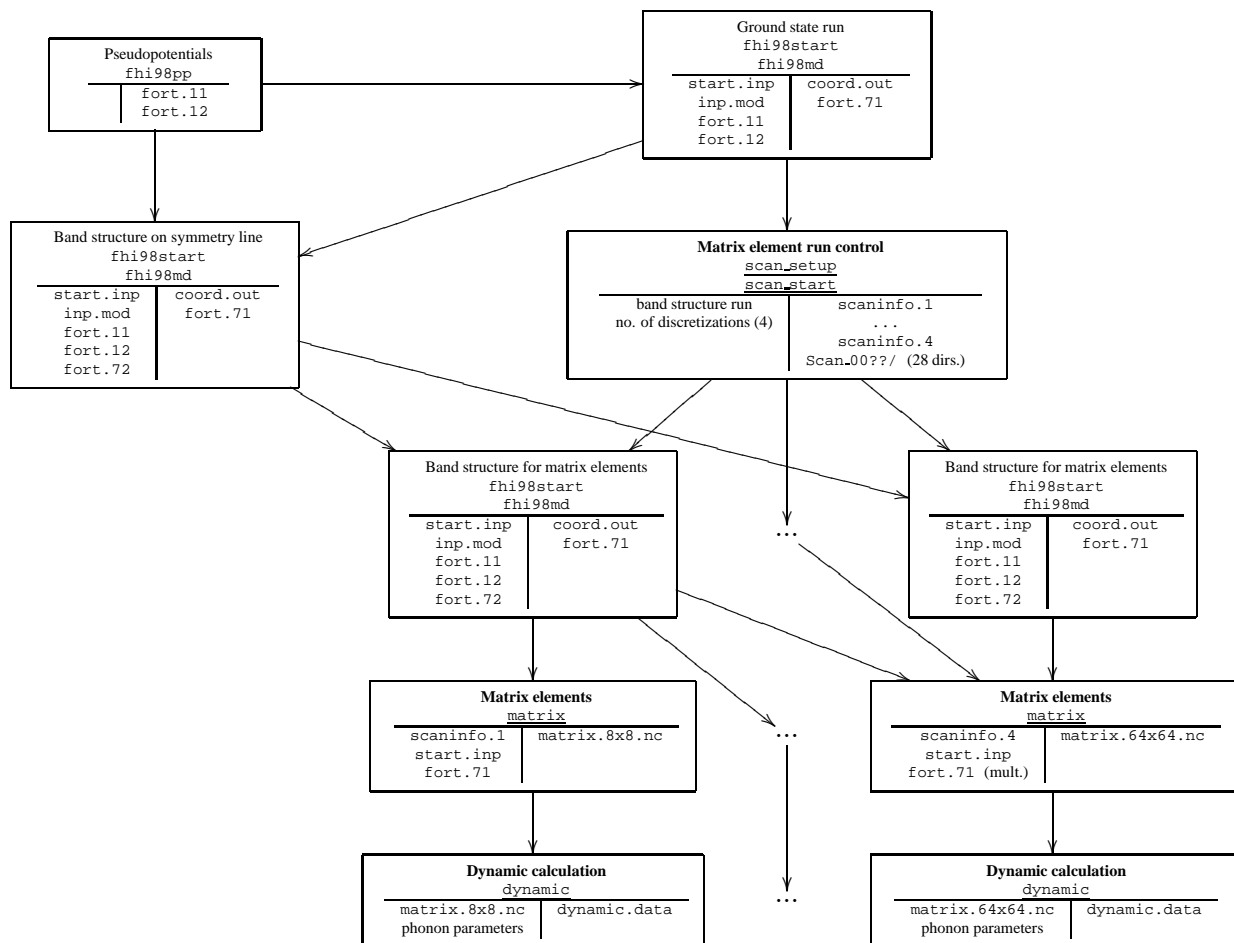 Pseudopotentials
fhi98pp
fort.11
fort.12
Ground state run
fhi98start
fhi98md
start.inp coord.out
inp.mod fort.71
fort.11
fort.12
Band structure on symmetry line
fhi98start
fhi98md
start.inp coord.out
inp.mod fort.71
fort.11
fort.12
fort.72
Matrix element run control
scan_setup
scan_start
band structure run scaninfo.1
no. of discretizations (4) ...
scaninfo.4
Scan_00??/ (28 dirs.)
Band structure for matrix elements
fhi98start
fhi98md
start.inp coord.out
inp.mod fort.71
fort.11
fort.12
fort.72
...
Band structure for matrix elements
fhi98start
fhi98md
start.inp coord.out
inp.mod fort.71
fort.11
fort.12
fort.72
Matrix elements
matrix
scaninfo.1 matrix.8x8.nc
start.inp
fort.71
...
Matrix elements
matrix
scaninfo.4 matrix.64x64.nc
start.inp
fort.71 (mult.)
Dynamic calculation
dynamic
matrix.8x8.nc dynamic.data
phonon parameters
...
Dynamic calculation
dynamic
matrix.64x64.nc dynamic.data
phonon parameters